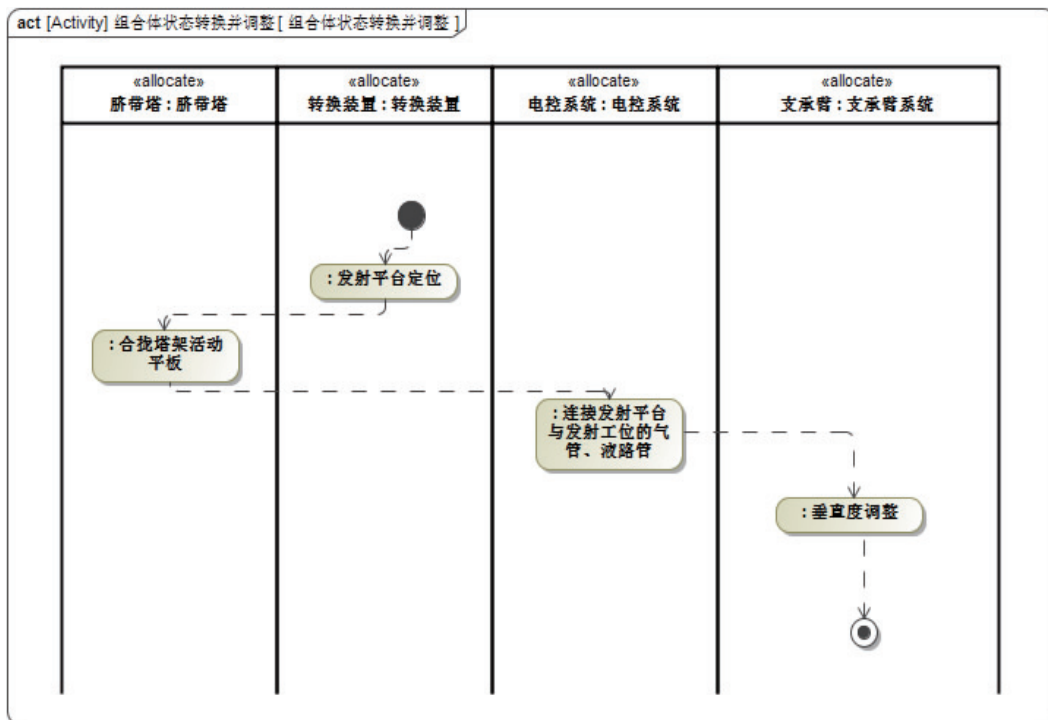 act [Activity] 组合体状态转换并调整[ 组合体状态转换并调整 ]
«allocate»
脐带塔 : 脐带塔
«allocate»
转换装置 : 转换装置
«allocate»
电控系统 : 电控系统
«allocate»
支承臂 : 支承臂系统
: 发射平台定位
: 合拢塔架活动
平板
: 连接发射平台
与发射工位的气
管、液路管
: 垂直度调整